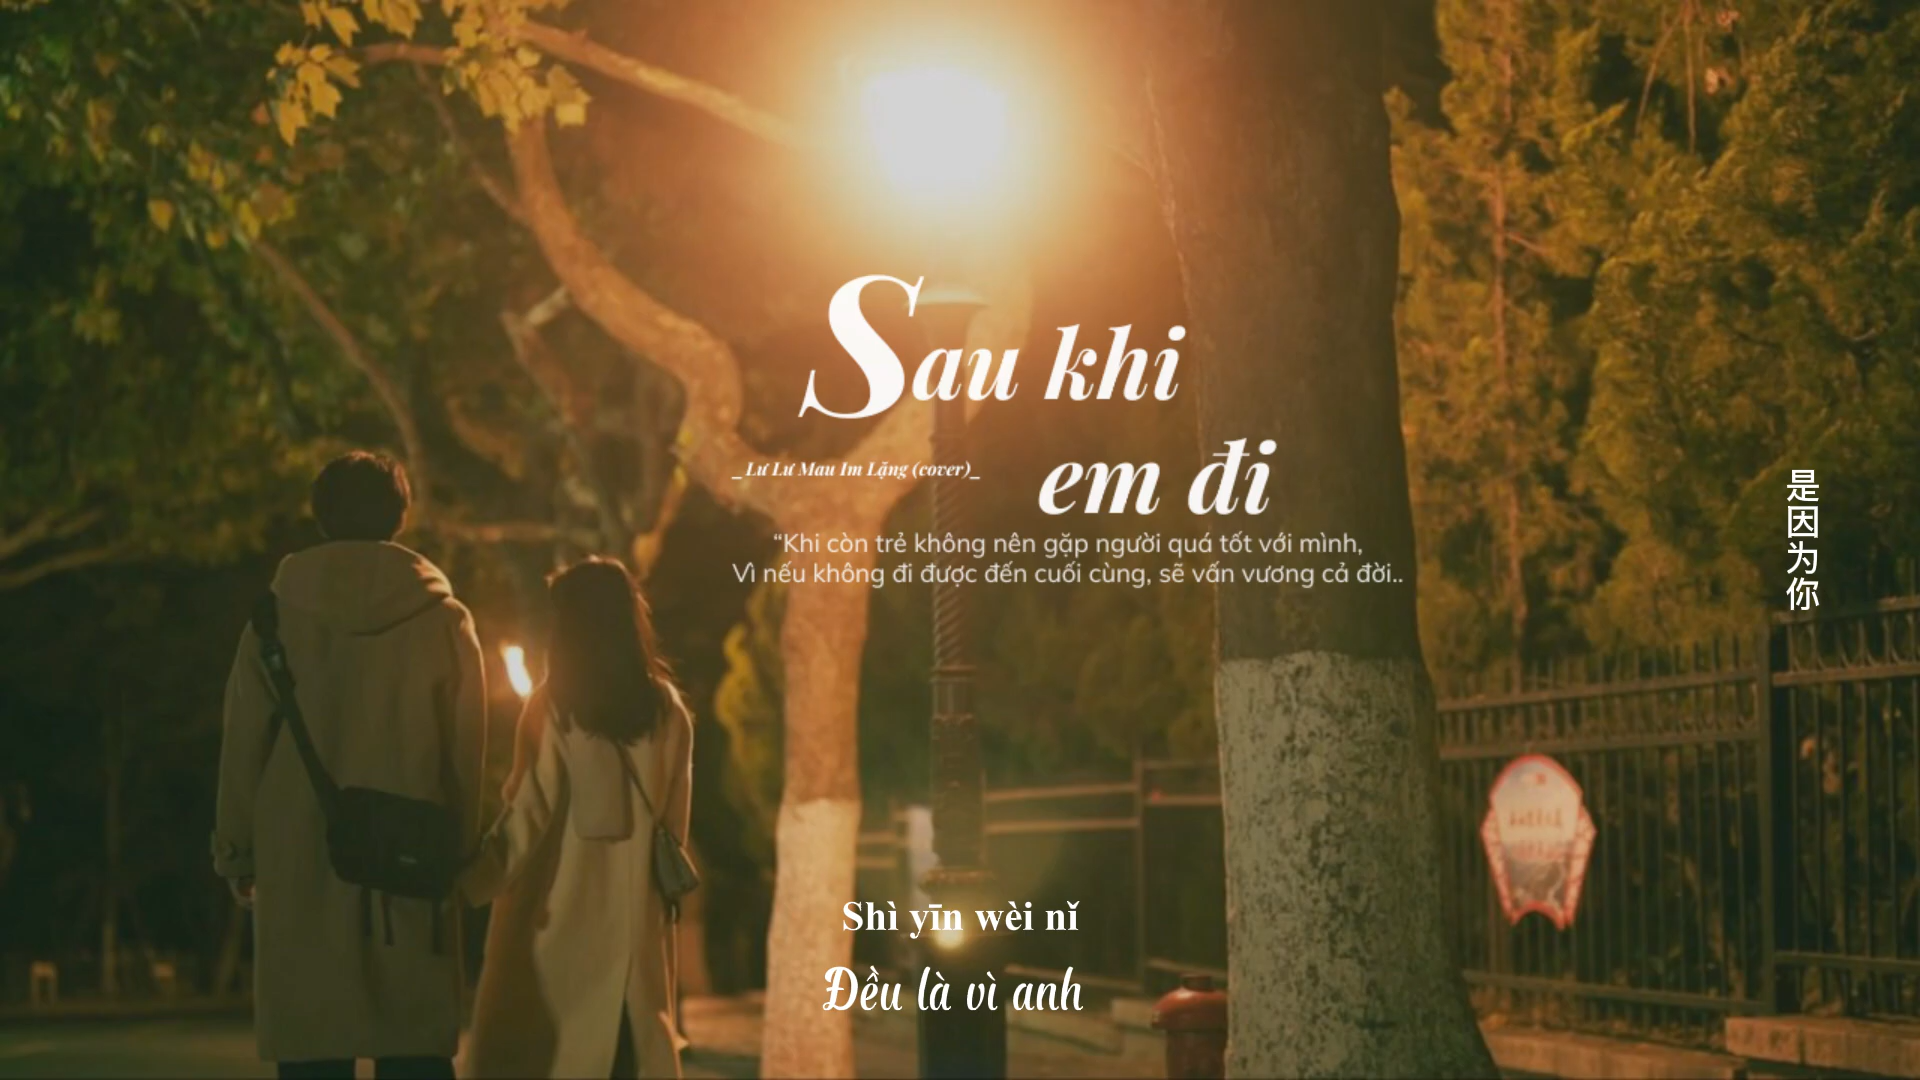 Sau khi
em đi
_Lư Lư Mau Im Lặng (cover)_
“Khi còn trẻ không nên gặp người quá tốt với mình,
Vì nếu không đi được đến cuối cùng, sẽ vấn vương cả đời..
是因为你
Shì yīn wèi nǐ
Đều là vì anh